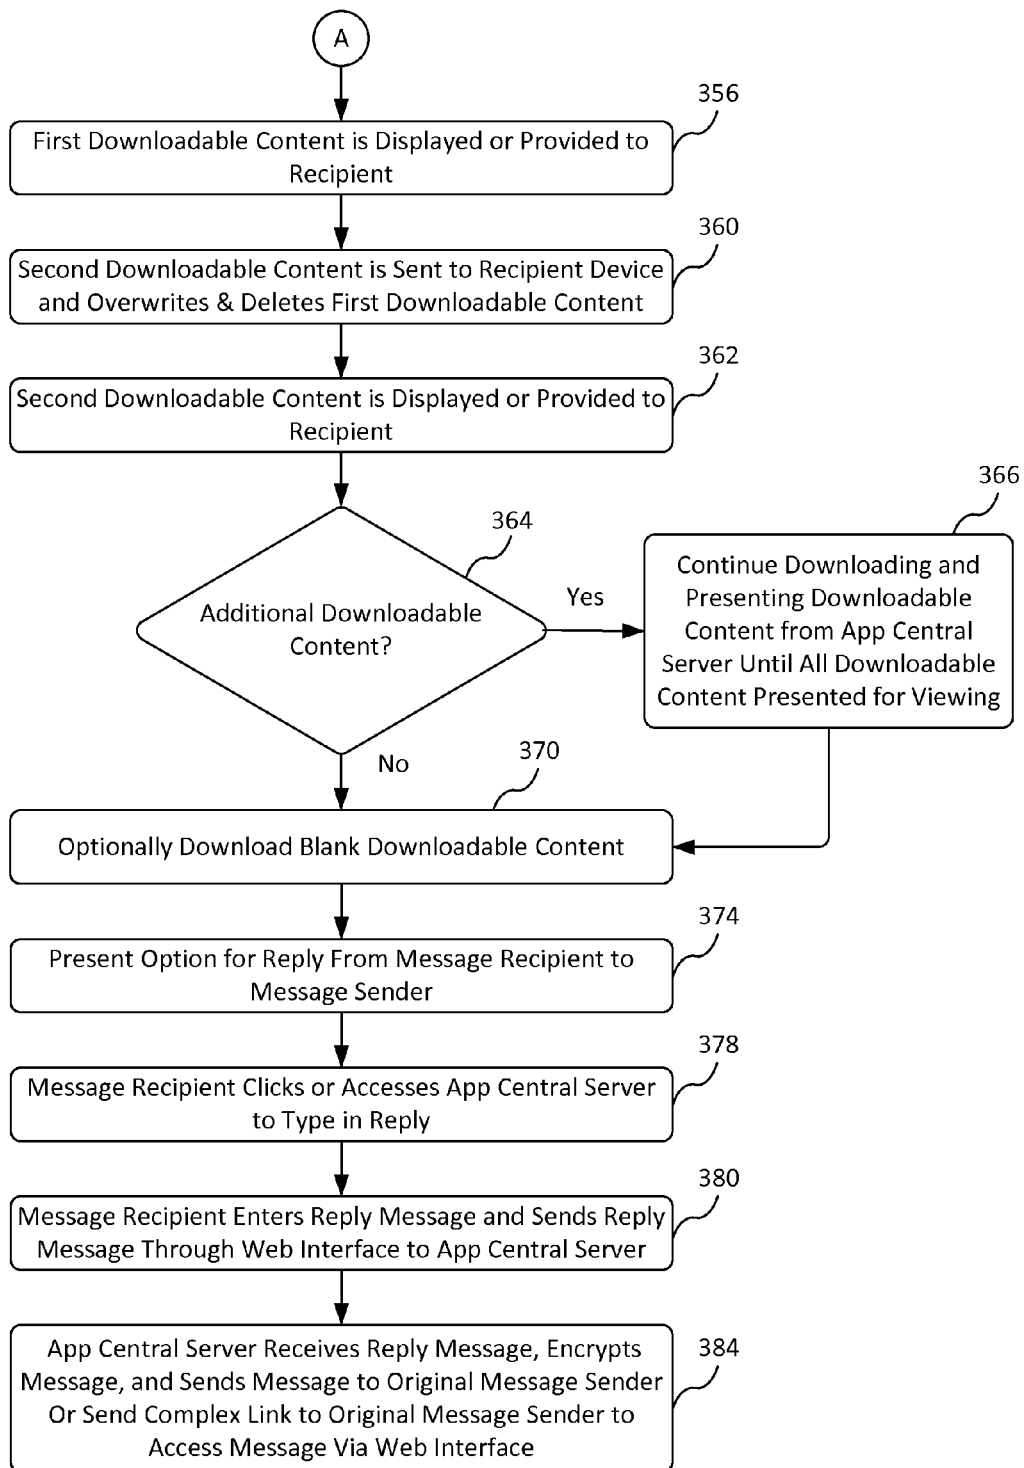 A
356
First Downloadable Content is Displayed or Provided to
Recipient
360
Second Downloadable Content is Sent to Recipient Device
and Overwrites & Deletes First Downloadable Content
362
Second Downloadable Content is Displayed or Provided to
Recipient
364
Additional Downloadable
Content?
Yes
366
Continue Downloading and
Presenting Downloadable
Content from App Central
Server Until All Downloadable
Content Presented for Viewing
No
370
Optionally Download Blank Downloadable Content
374
Present Option for Reply From Message Recipient to
Message Sender
378
Message Recipient Clicks or Accesses App Central Server
to Type in Reply
380
Message Recipient Enters Reply Message and Sends Reply
Message Through Web Interface to App Central Server
384
App Central Server Receives Reply Message, Encrypts
Message, and Sends Message to Original Message Sender
Or Send Complex Link to Original Message Sender to
Access Message Via Web Interface